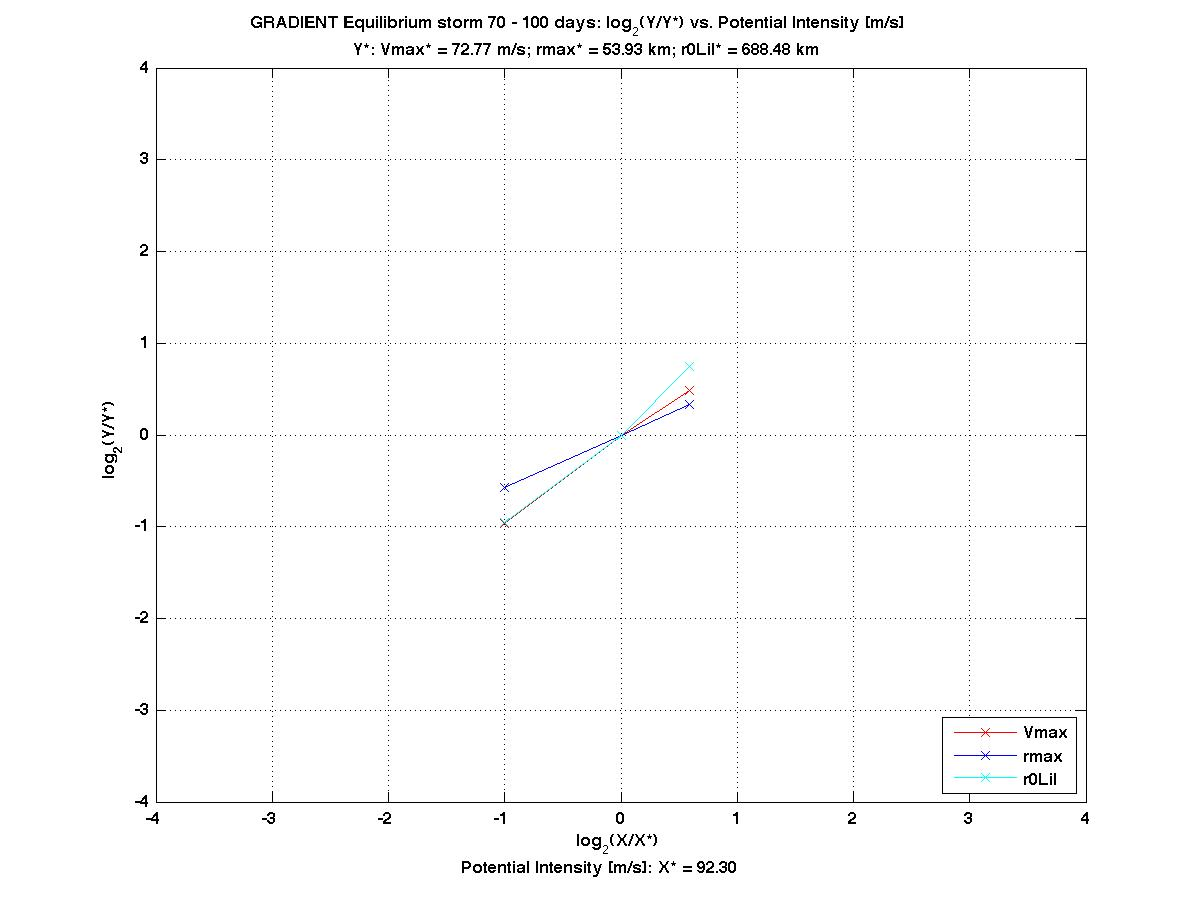 GRADIENT Equilibrium storm 70 - 100 days: log2(Y/Y*) vs. Potential Intensity [m/s]
Y*: Vmax* = 72.77 m/s; rmax* = 53.93 km; r0Lil* = 688.48 km
4
3
2
1
0
-1
-2
-3
-4
log2(Y/Y*)
Vmax
rmax
r0Lil
-4 -3 -2 -1 0 1 2 3 4
log2(X/X*)
Potential Intensity [m/s]: X* = 92.30